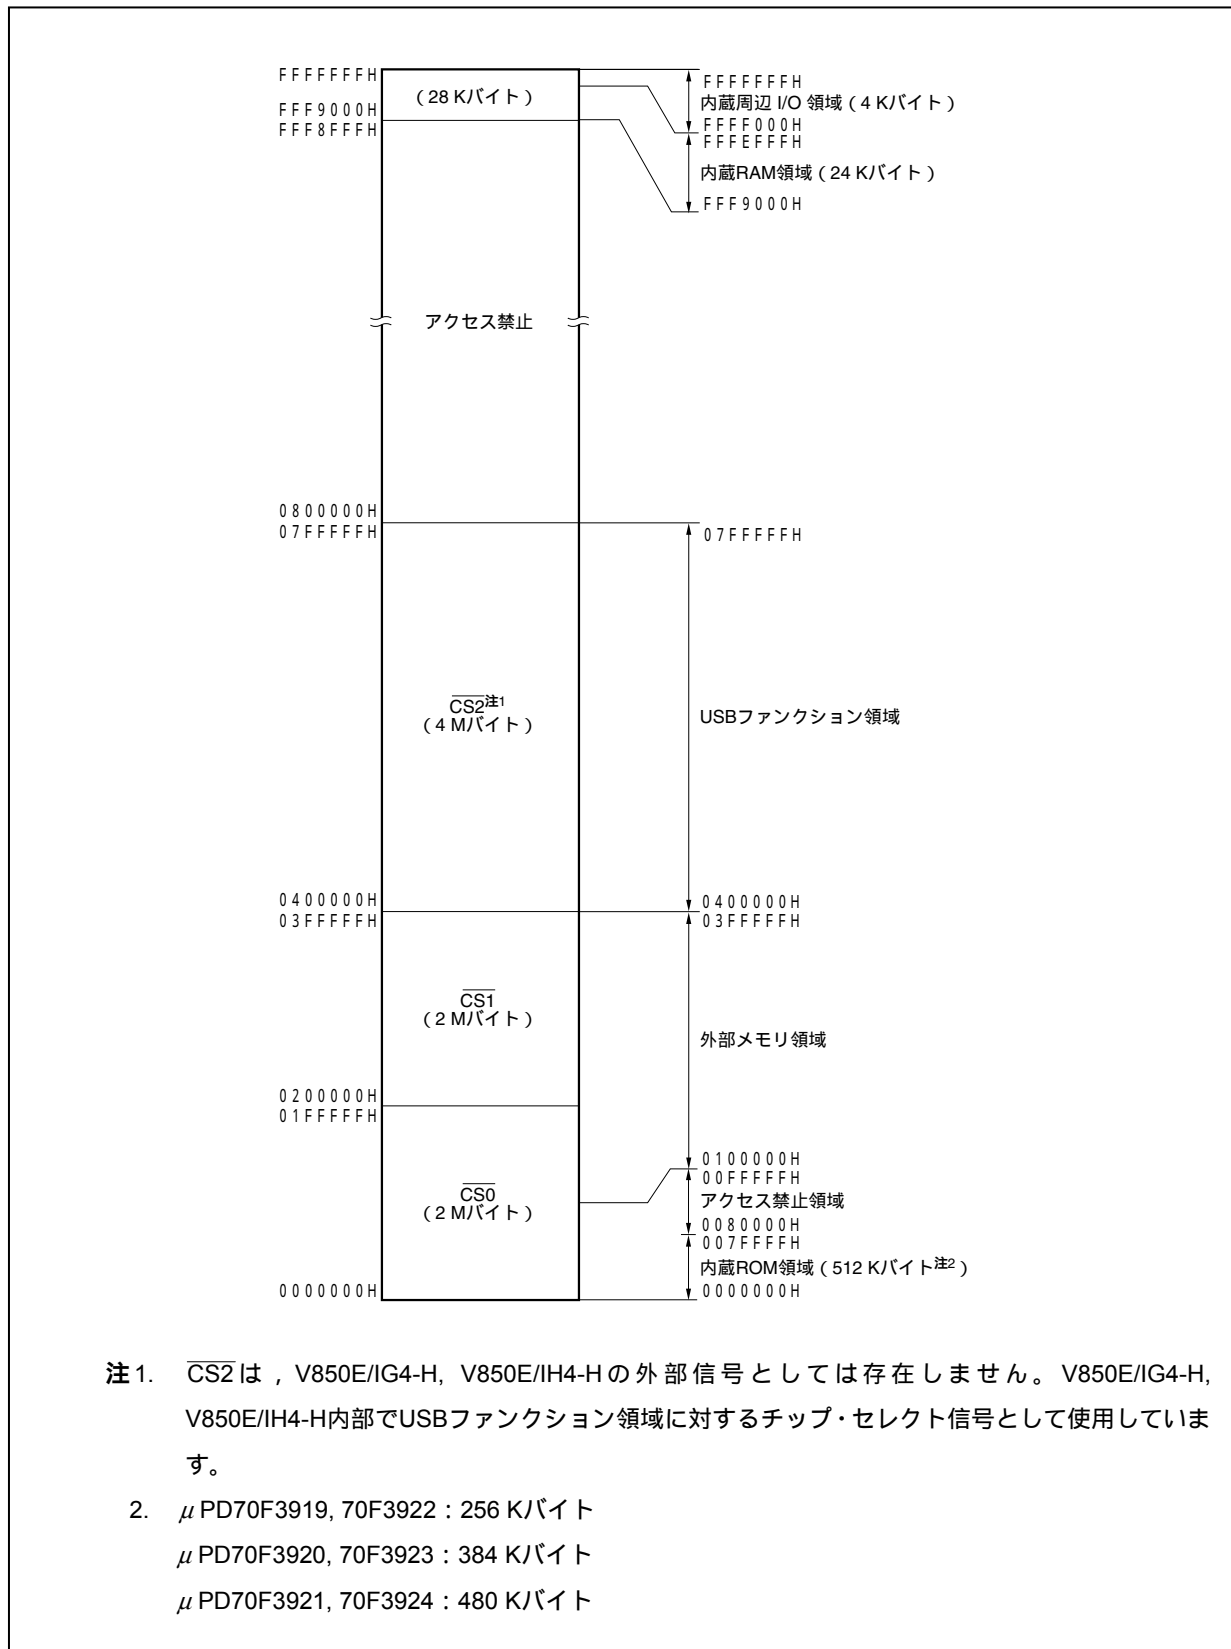 FFFFFFFH
FFF9000H
FFF8FFFH
（28 Kバイト）
FFFFFFFH
内蔵周辺 I/O 領域（4 Kバイト）
FFFF000H
FFFEFFFH
内蔵RAM領域（24 Kバイト）
FFF9000H
アクセス禁止
0800000H
07FFFFFH
07FFFFFH
CS2注1
（4 Mバイト）
USBファンクション領域
0400000H
03FFFFFH
0400000H
03FFFFFH
CS1
（2 Mバイト）
外部メモリ領域
0200000H
01FFFFFH
0100000H
00FFFFFH
CS0
（2 Mバイト）
アクセス禁止領域
0080000H
007FFFFH
内蔵ROM領域（512 Kバイト注2）
0000000H
0000000H
注1. CS2は，V850E/IG4-H, V850E/IH4-Hの外部信号としては存在しません。V850E/IG4-H,
V850E/IH4-H内部でUSBファンクション領域に対するチップ・セレクト信号として使用していま
す。
2. μPD70F3919, 70F3922：256 Kバイト
μPD70F3920, 70F3923：384 Kバイト
μPD70F3921, 70F3924：480 Kバイト